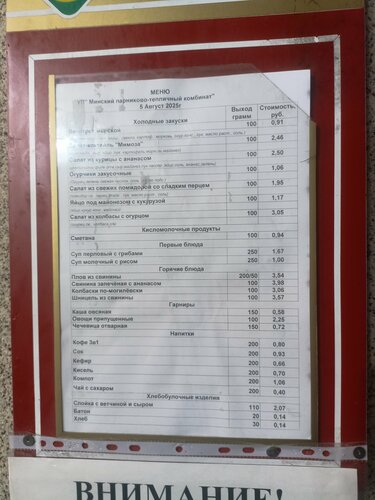 МЕНЮ
УП "Минский парниково-тепличный комбинат"
5 Август 2025г
Выход грамм
Стоимость, руб.
Холодные закуски
100 0,91
"Мимоза" 100 2,46
Салат из курицы с ананасом 100 2,50
Огурчики закусочные 100 1,06
Салат из свежих помидорой со сладким перцем 100 1,95
Яйцо под майонезом с кукурузой 100 1,17
Салат из колбасы с огурцом 100 3,05
Кисломолочные продукты
Сметана 100 0,94
Первые блюда
Суп перловый с грибами 250 1,67
Суп молочный с рисом 250 1,00
Горячие блюда
Плов из свинины 200/50 3,54
Свинина запеченая с ананасом 100 3,98
Колбаски по-могилёвски 100 3,06
Шницель из свинины 100 3,57
Гарниры
Каша овсяная 150 0,58
Овощи припущенные 100 2,25
Чечевица отварная 150 0,72
Напитки
Кофе 3в1 200 0,80
Сок 200 0,93
Кефир 200 0,66
Кисель 200 0,70
Компот 200 1,06
Чай с сахаром 200 0,40
Хлебобулочные изделия
Слойка с ветчиной и сыром 110 2,07
Батон 20 0,14
Хлеб 30 0,14
ВНИМАНИЕ!